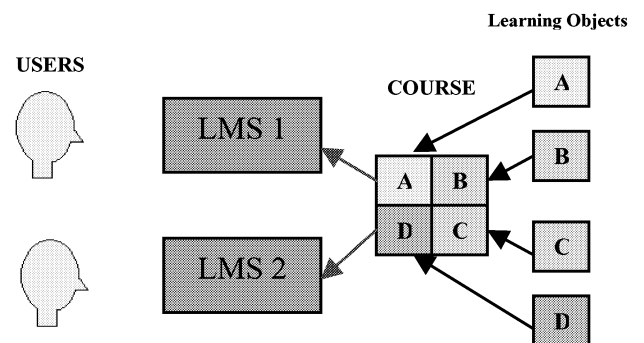 Learning Objects
USERS
COURSE
LMS 1
LMS 2
A B
D C
A
B
C
D